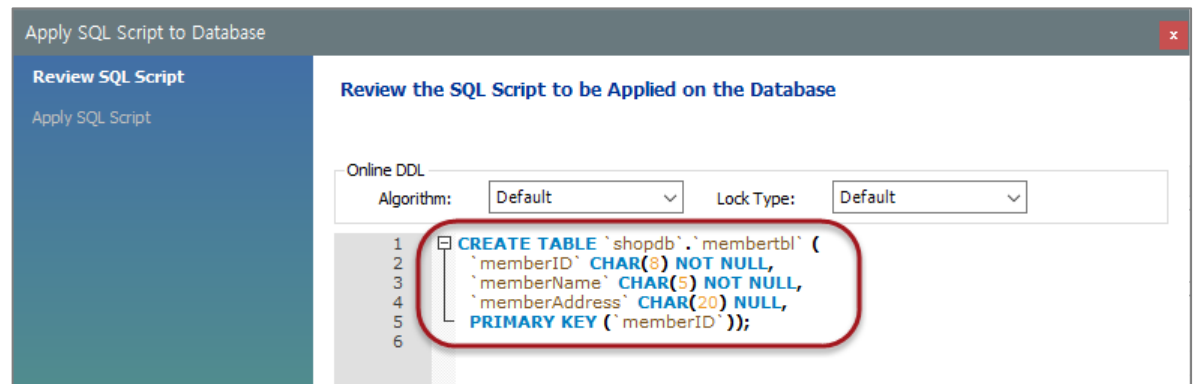 Apply SQL Script to Database
x
Review SQL Script
Apply SQL Script
Review the SQL Script to be Applied on the Database
Online DDL
Algorithm: Default Lock Type: Default
1 CREATE TABLE `shopdb`.`membertbl` (
2 `memberID` CHAR(8) NOT NULL,
3 `memberName` CHAR(5) NOT NULL,
4 `memberAddress` CHAR(20) NULL,
5 PRIMARY KEY (`memberID`));
6